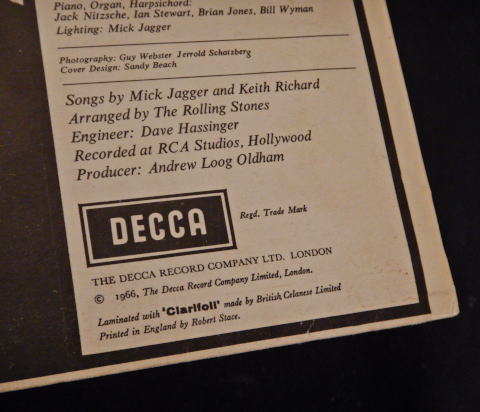 Piano, Organ, Harpsichord:
Jack Nitzsche, Ian Stewart, Brian Jones, Bill Wyman
Lighting: Mick Jagger
Photography: Guy Webster Jerrold Schatzberg
Cover Design: Sandy Beach
Songs by Mick Jagger and Keith Richard
Arranged by The Rolling Stones
Engineer: Dave Hassinger
Recorded at RCA Studios, Hollywood
Producer: Andrew Loog Oldham
DECCA Regd. Trade Mark
THE DECCA RECORD COMPANY LTD. LONDON
© 1966, The Decca Record Company Limited, London.
Laminated with 'Clarifoil' made by British Celanese Limited
Printed in England by Robert Stace.